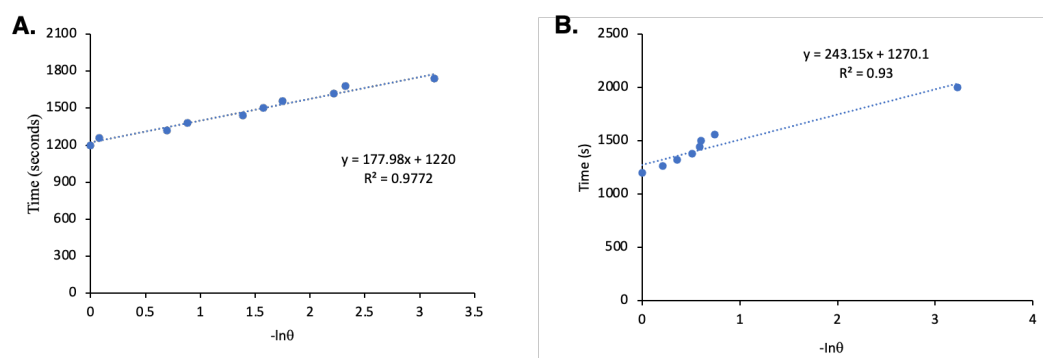 A.
2100
1800
1500
1200
900
600
300
0
Time (seconds)
y = 177.98x + 1220
R² = 0.9772
0 0.5 1 1.5 2 2.5 3 3.5
-lnθ
B.
2500
2000
1500
1000
500
0
Time (s)
y = 243.15x + 1270.1
R² = 0.93
0 1 2 3 4
-lnθ